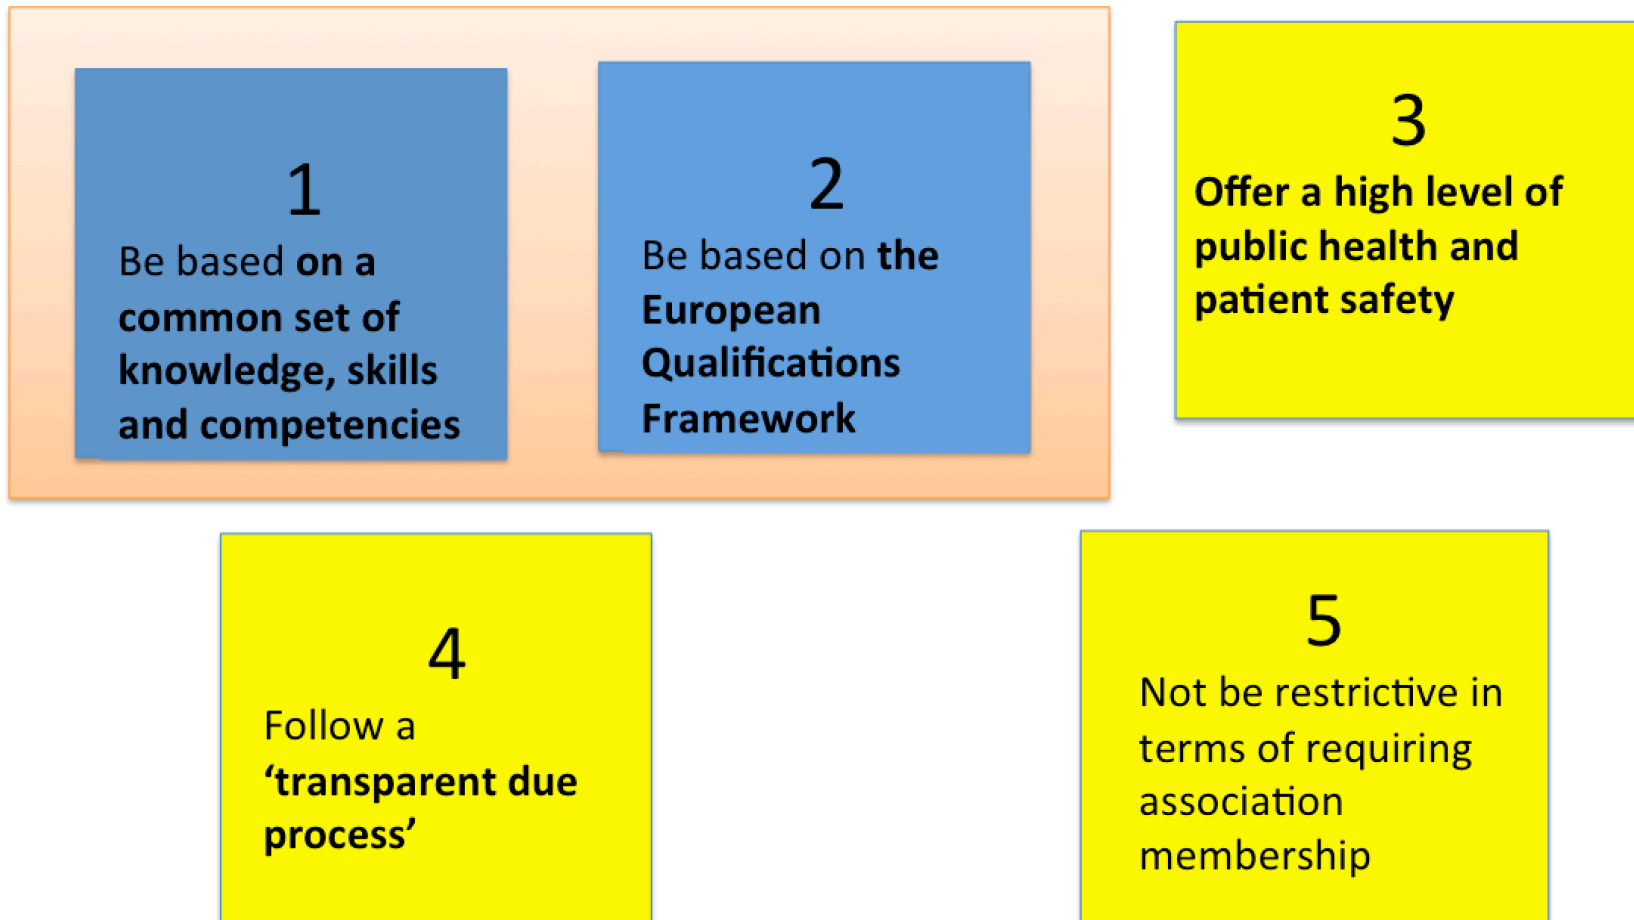 1
Be based on a
common set of
knowledge, skills
and competencies
2
Be based on the
European
Qualifications
Framework
3
Offer a high level of
public health and
patient safety
4
Follow a
‘transparent due
process’
5
Not be restrictive in
terms of requiring
association
membership